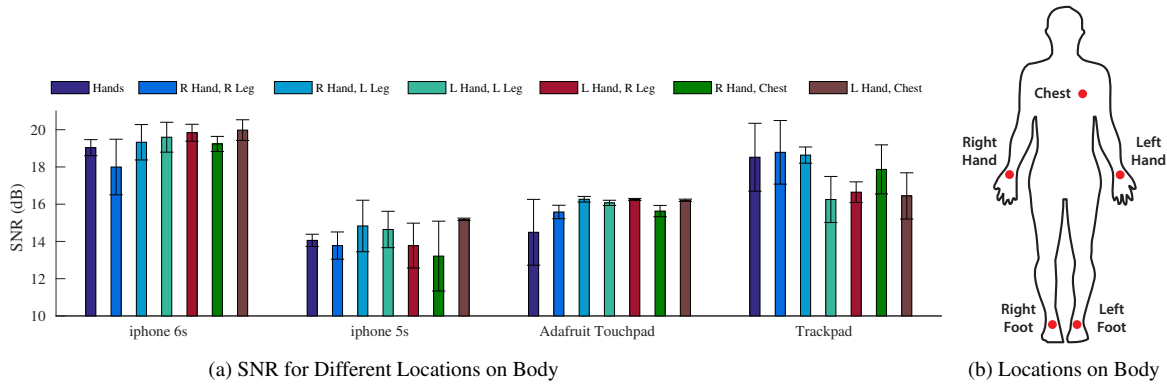 Hands R Hand, R Leg R Hand, L Leg L Hand, L Leg L Hand, R Leg R Hand, Chest L Hand, Chest
SNR (dB)
20
18
16
14
12
10
iphone 6s iphone 5s Adafruit Touchpad Trackpad
(a) SNR for Different Locations on Body
Chest
Right
Hand
Left
Hand
Right
Foot
Left
Foot
(b) Locations on Body